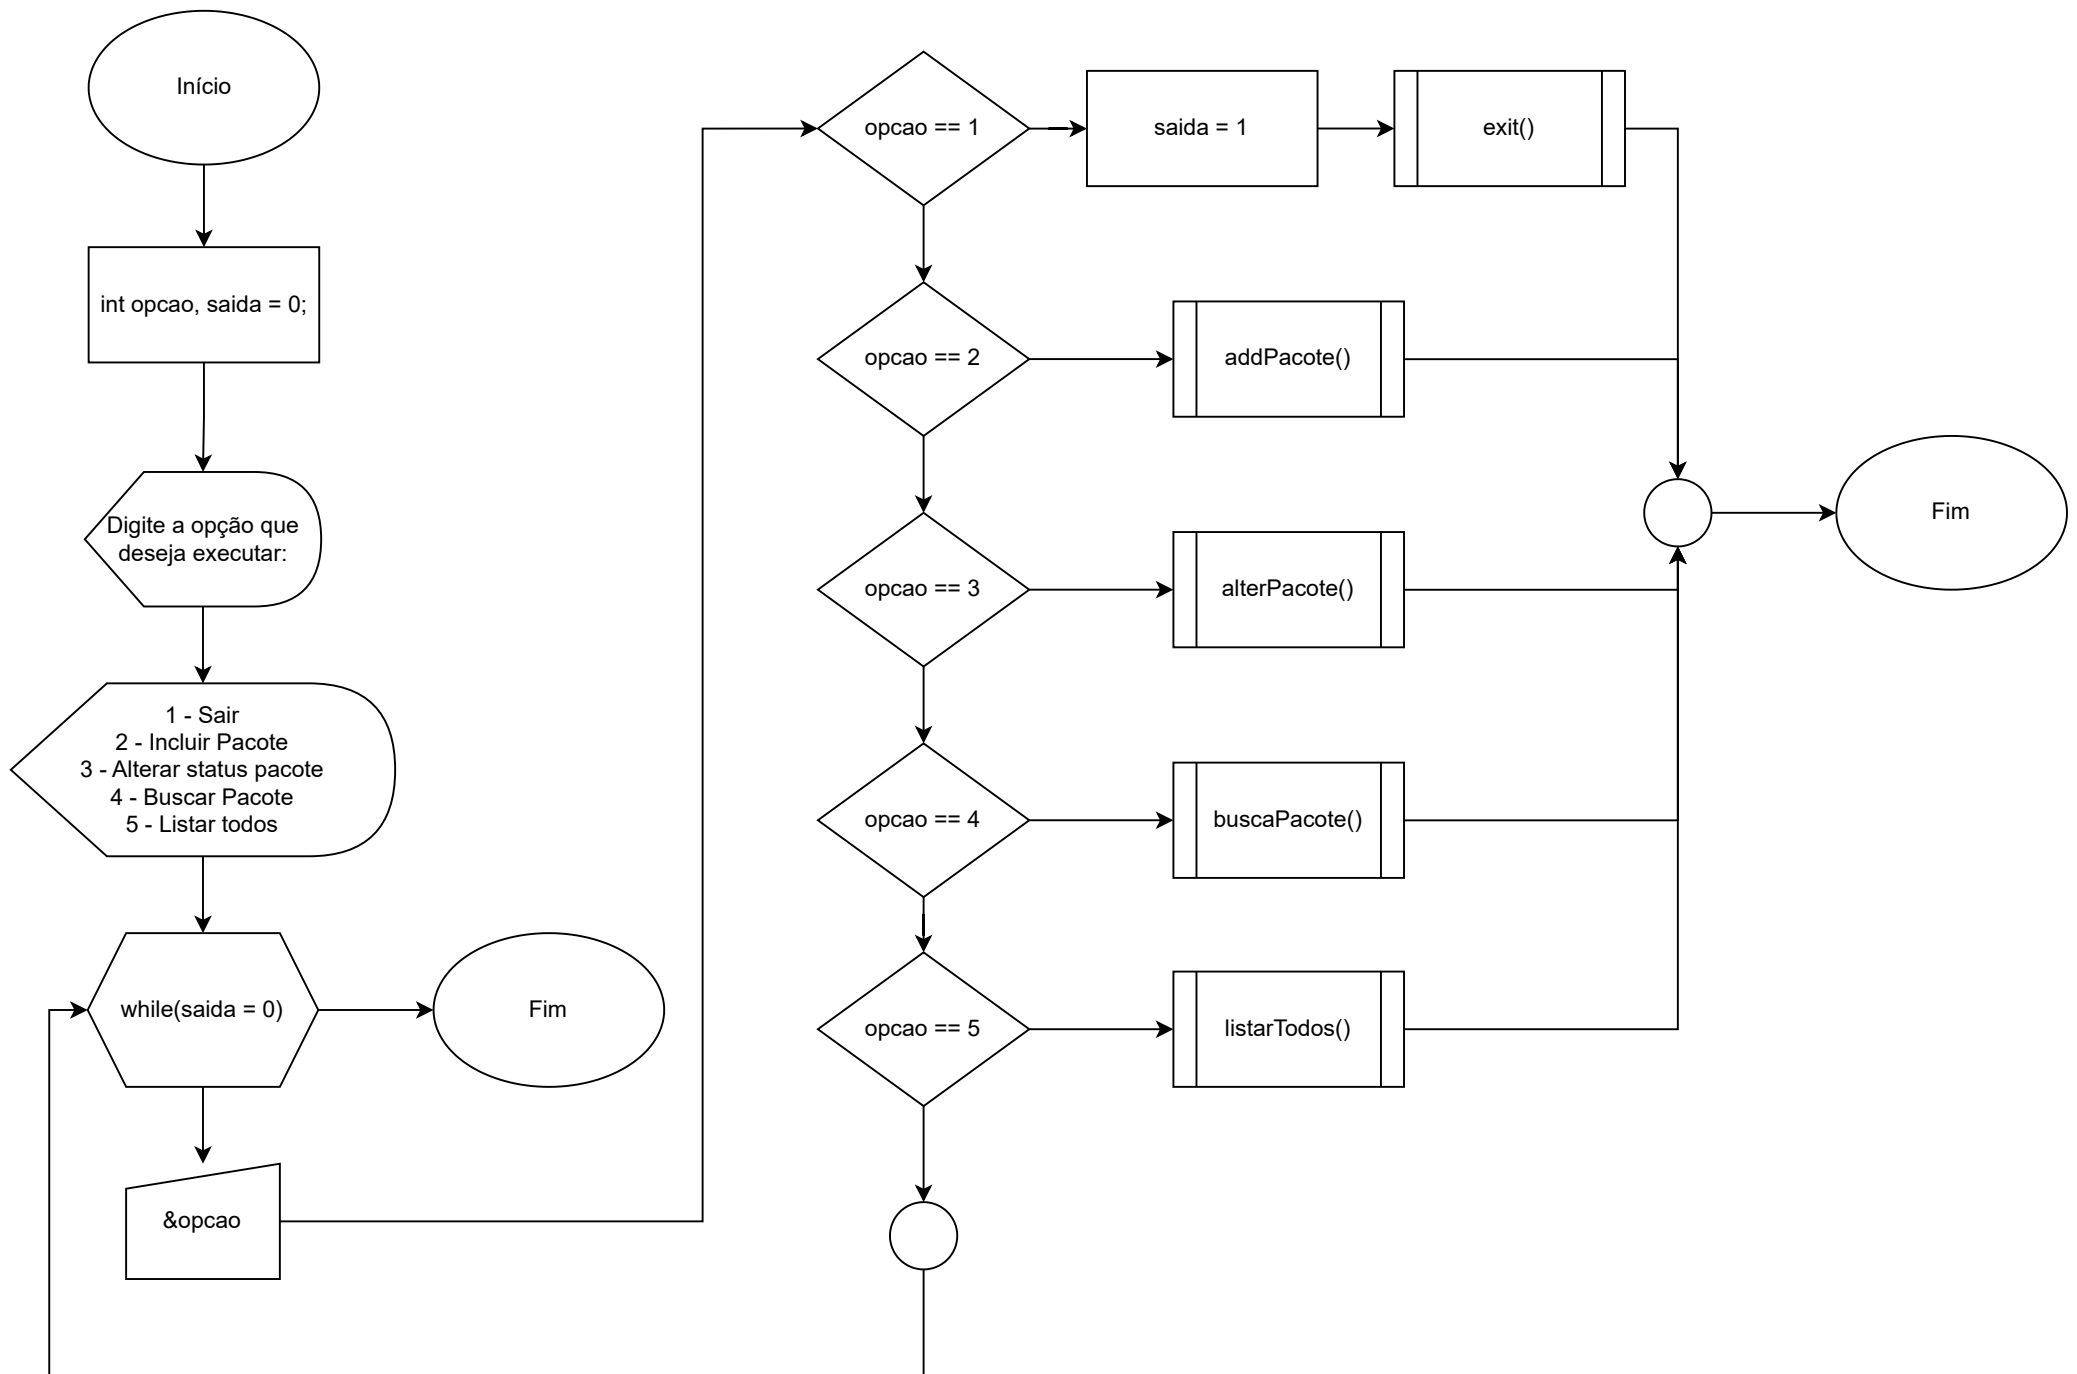 Início
int opcao, saida = 0;
Digite a opção que
deseja executar:
1 - Sair
2 - Incluir Pacote
3 - Alterar status pacote
4 - Buscar Pacote
5 - Listar todos
while(saida = 0)
Fim
&opcao
opcao == 1
saida = 1
exit()
opcao == 2
addPacote()
opcao == 3
alterPacote()
opcao == 4
buscaPacote()
opcao == 5
listarTodos()
Fim